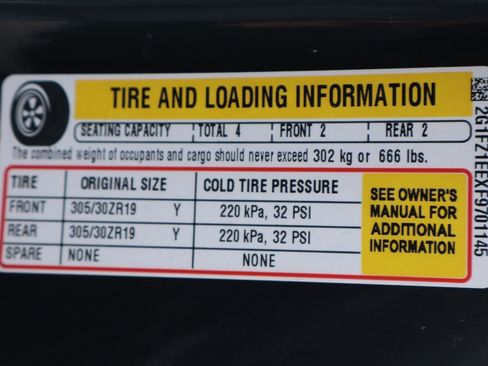 TIRE AND LOADING INFORMATION
SEATING CAPACITY TOTAL 4 FRONT 2 REAR 2
The combined weight of occupants and cargo should never exceed 302 kg or 666 lbs.
TIRE ORIGINAL SIZE COLD TIRE PRESSURE
FRONT 305/30ZR19 Y 220 kPa, 32 PSI
REAR 305/30ZR19 Y 220 kPa, 32 PSI
SPARE NONE NONE
SEE OWNER'S
MANUAL FOR
ADDITIONAL
INFORMATION
2G1FZ1EEXF9701145